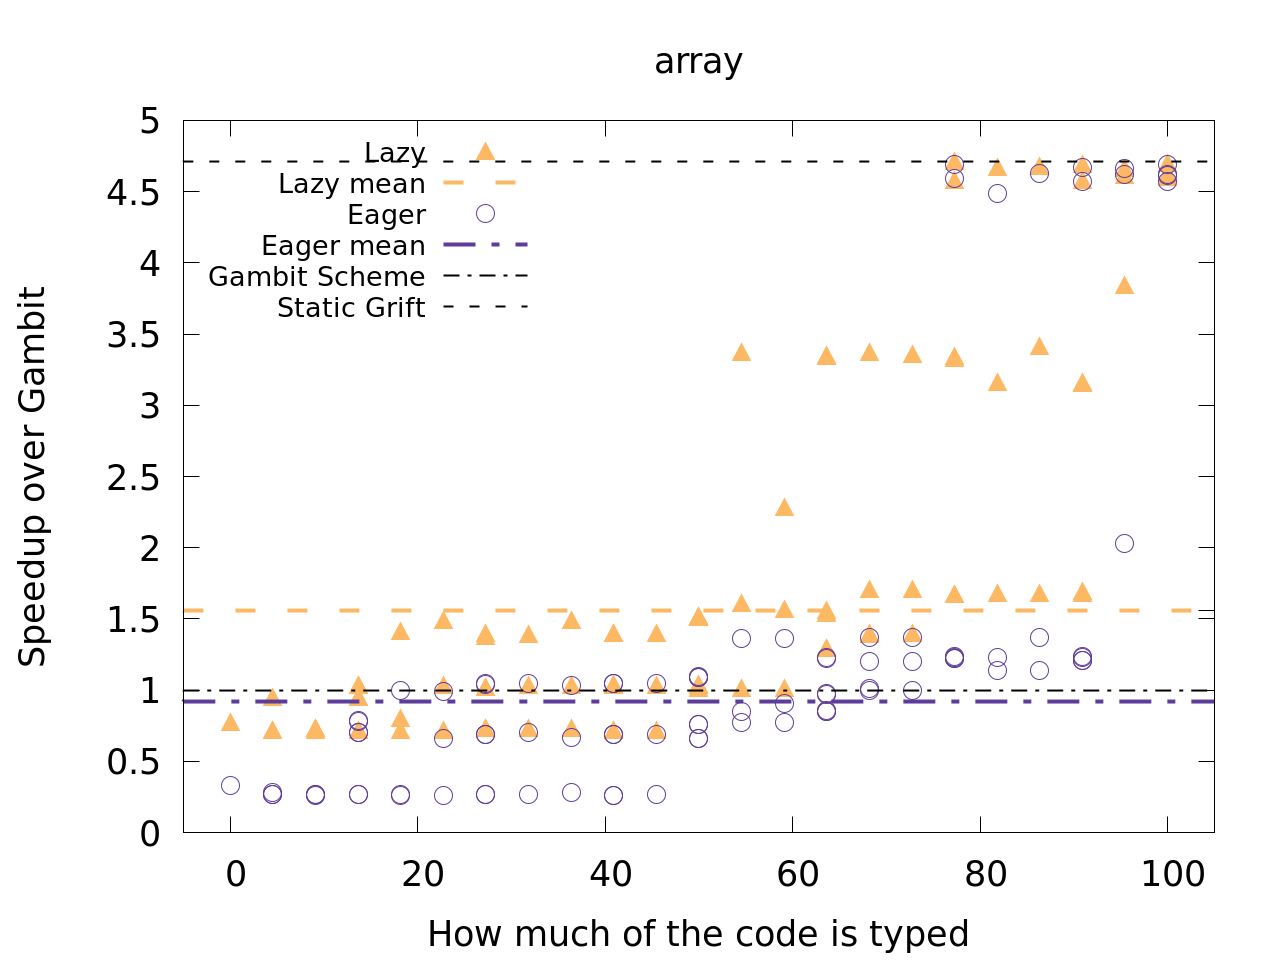 array
Speedup over Gambit
5
4.5
4
3.5
3
2.5
2
1.5
1
0.5
0
Lazy
Lazy mean
Eager
Eager mean
Gambit Scheme
Static Grift
0 20 40 60 80 100
How much of the code is typed